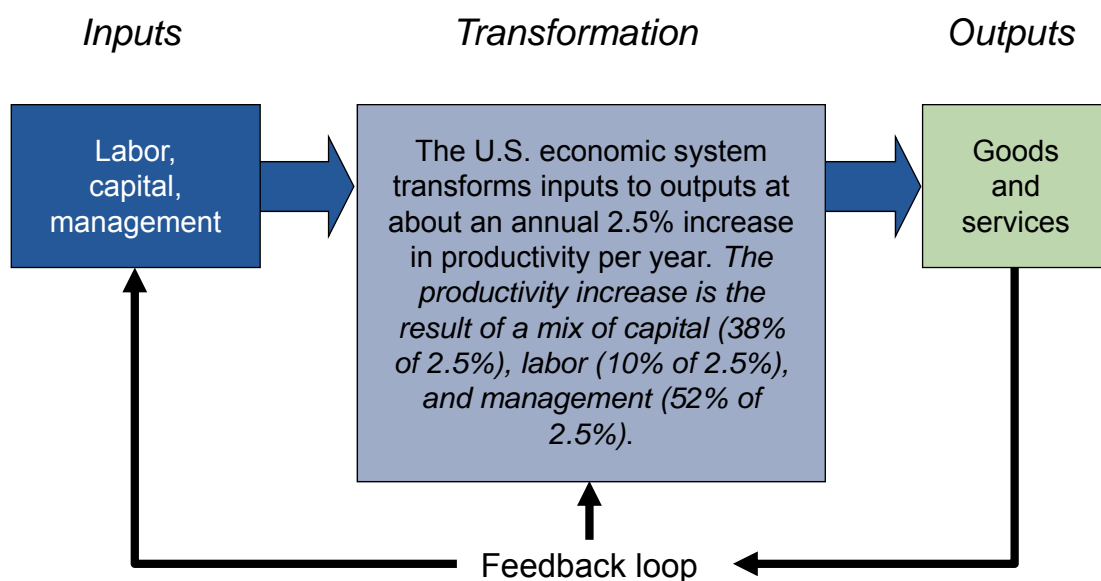 Inputs
Transformation
Outputs
Labor,
capital,
management
The U.S. economic system
transforms inputs to outputs at
about an annual 2.5% increase
in productivity per year. The
productivity increase is the
result of a mix of capital (38%
of 2.5%), labor (10% of 2.5%),
and management (52% of
2.5%).
Goods
and
services
Feedback loop